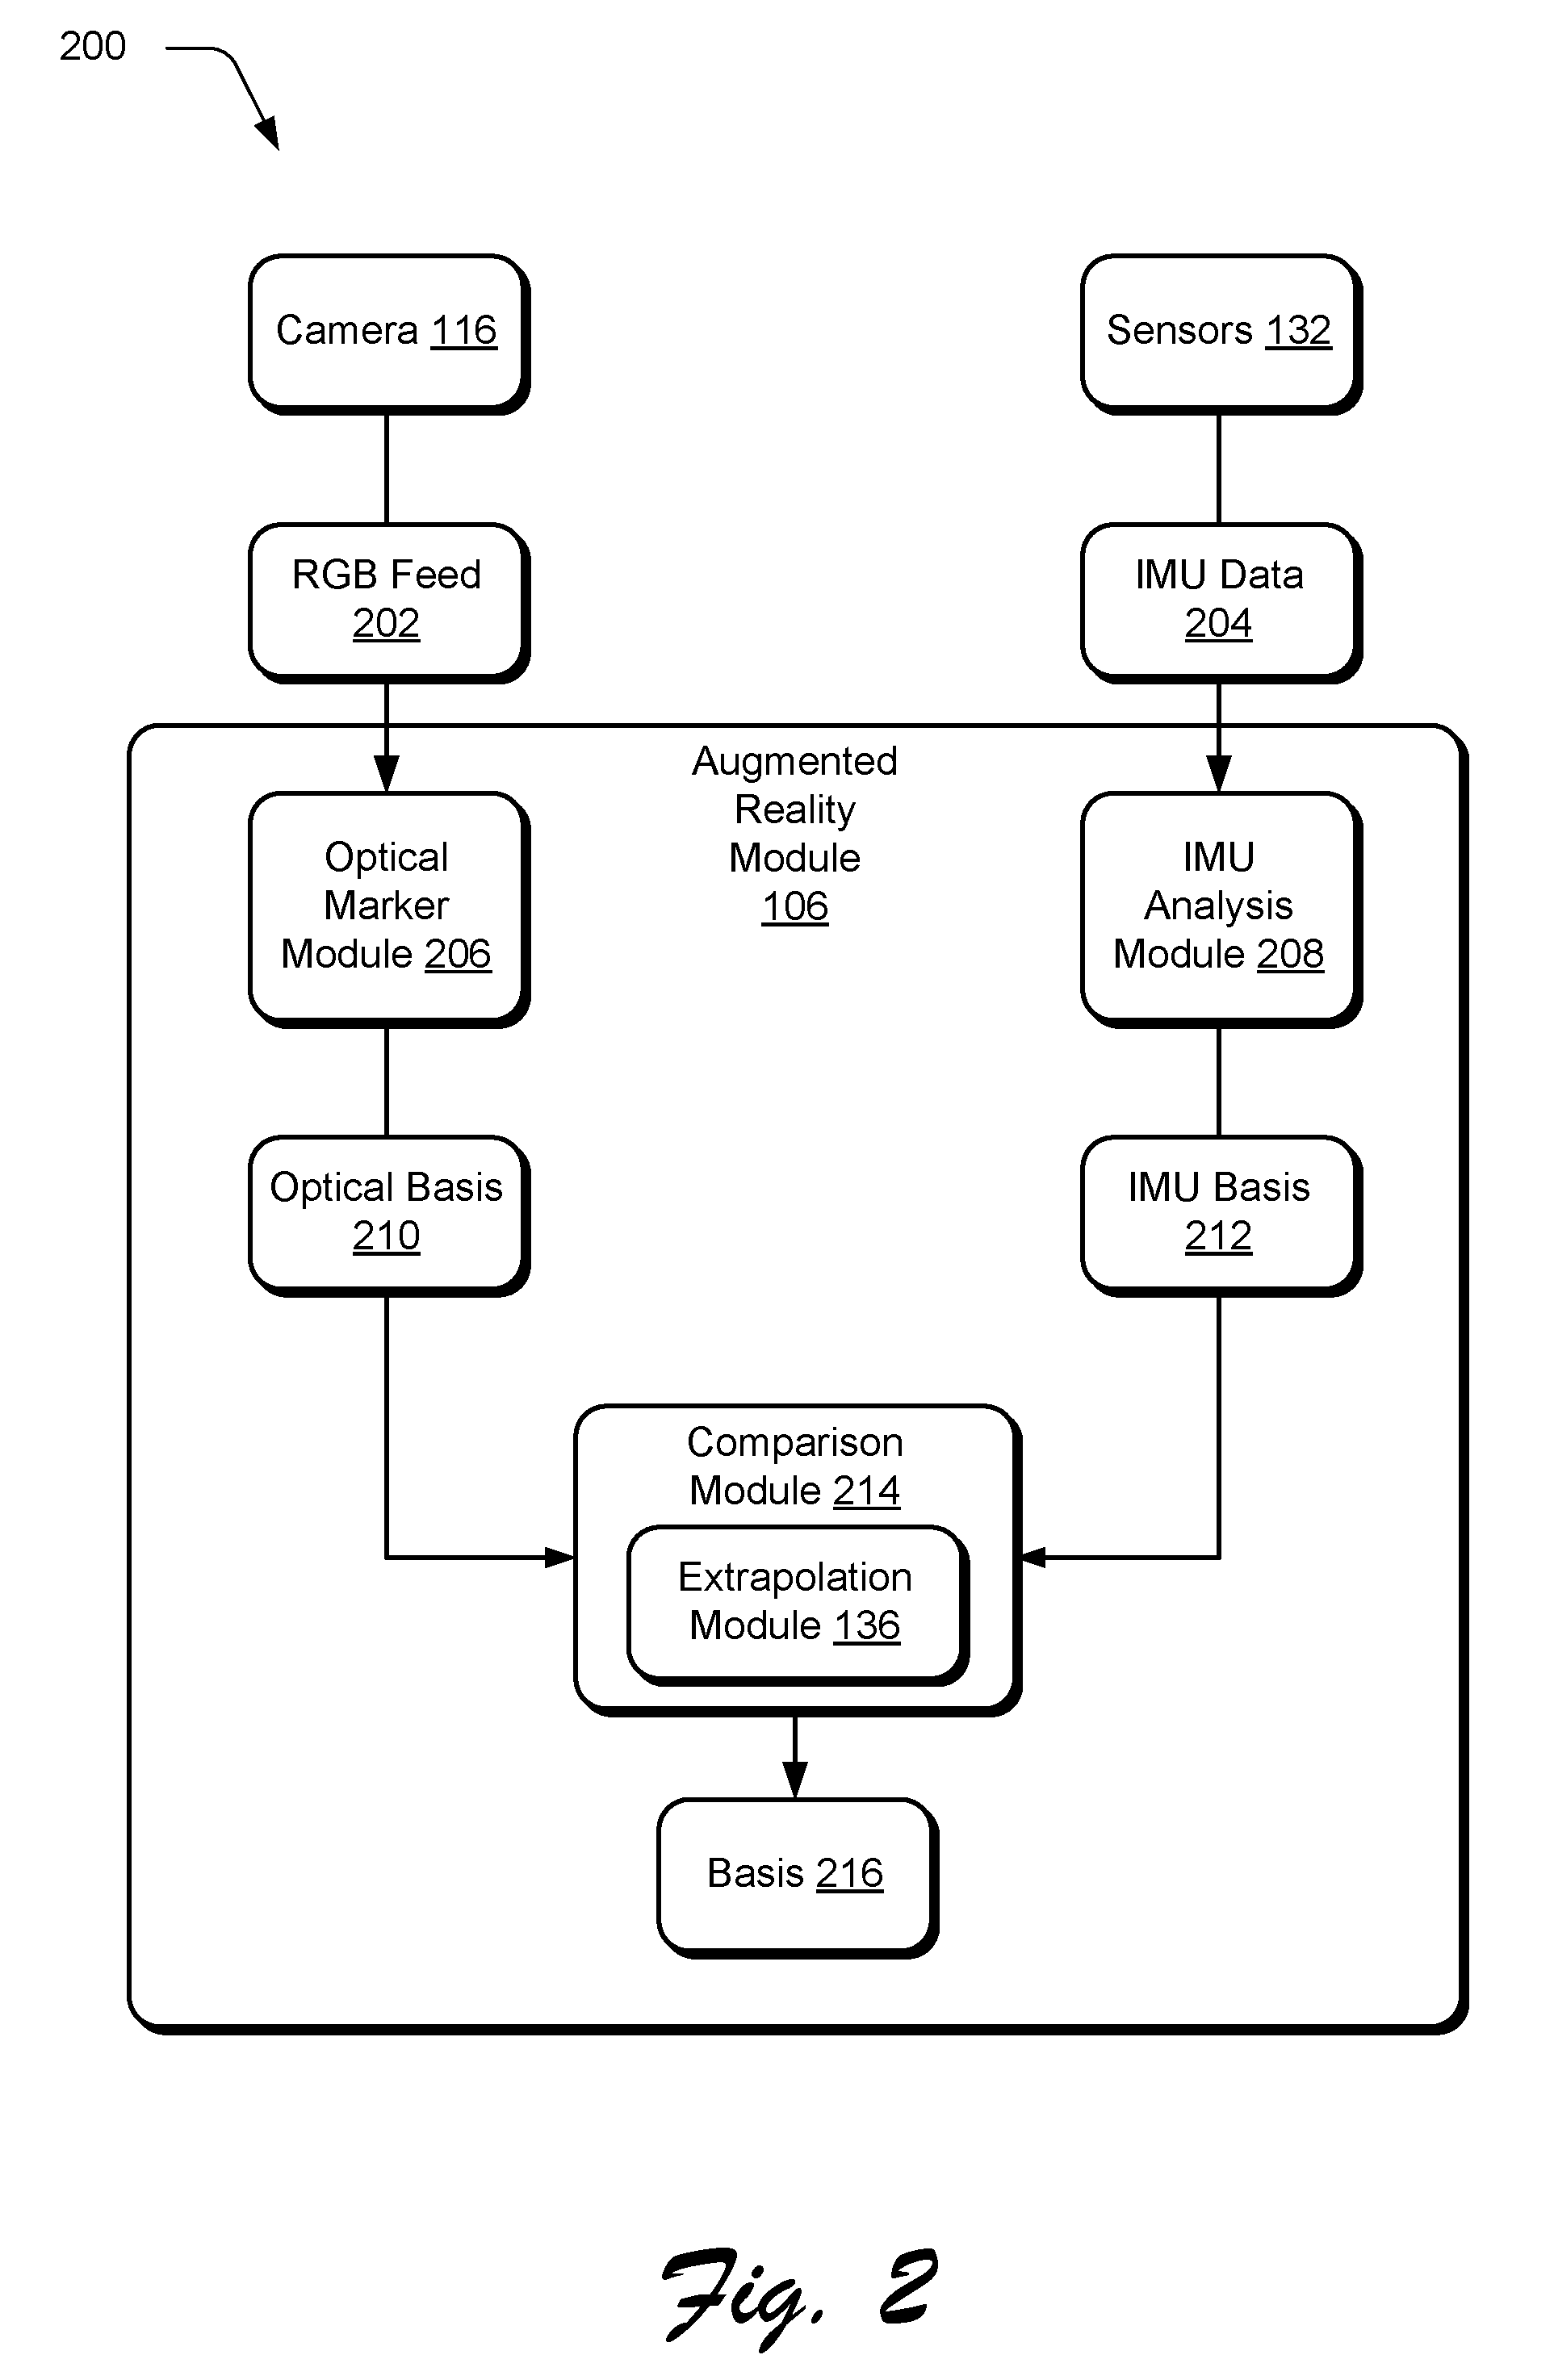 200
Camera 116
Sensors 132
RGB Feed
202
IMU Data
204
Augmented
Reality
Module
106
Optical
Marker
Module 206
IMU
Analysis
Module 208
Optical Basis
210
IMU Basis
212
Comparison
Module 214
Extrapolation
Module 136
Basis 216
Fig. 2